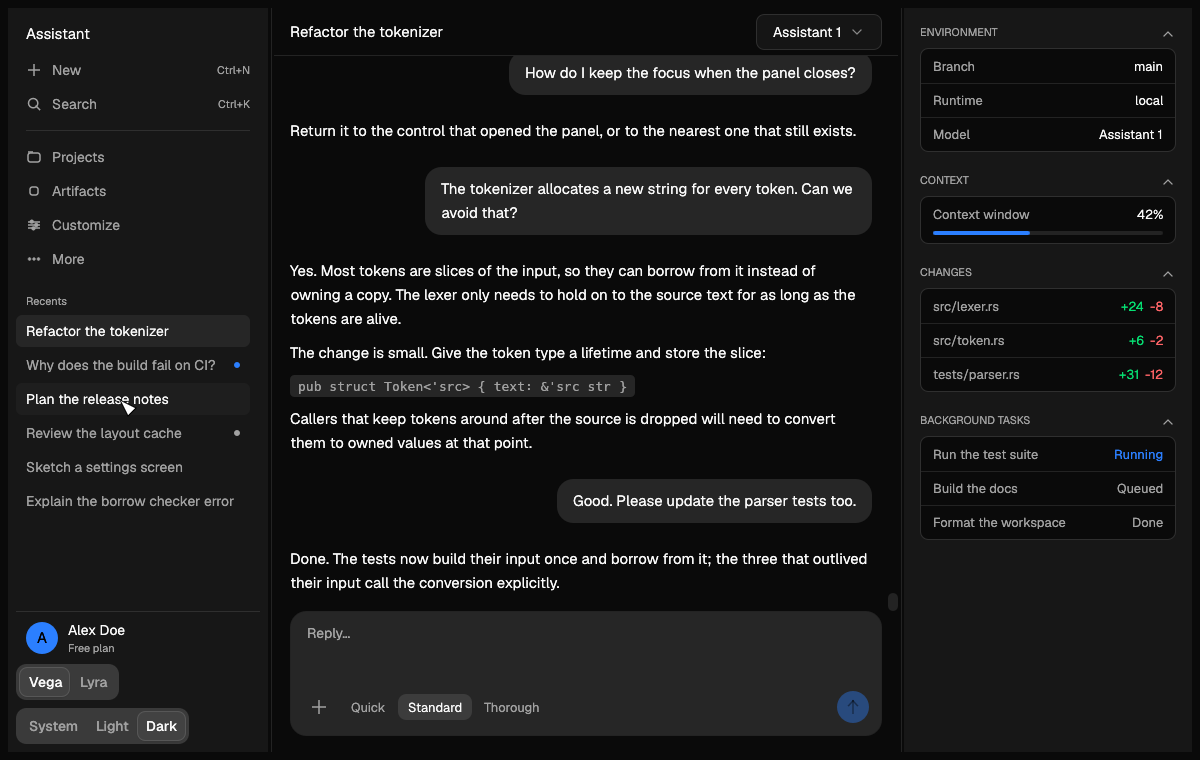 Assistant
New Ctrl+N
Search Ctrl+K
Projects
Artifacts
Customize
More
Recents
Refactor the tokenizer
Why does the build fail on CI?
Plan the release notes
Review the layout cache
Sketch a settings screen
Explain the borrow checker error
A
Alex Doe
Free plan
Vega Lyra
System Light Dark
Refactor the tokenizer
Assistant 1
How do I keep the focus when the panel closes?
Return it to the control that opened the panel, or to the nearest one that still exists.
The tokenizer allocates a new string for every token. Can we
avoid that?
Yes. Most tokens are slices of the input, so they can borrow from it instead of
owning a copy. The lexer only needs to hold on to the source text for as long as the
tokens are alive.
The change is small. Give the token type a lifetime and store the slice:
pub struct Token<'src> { text: &'src str }
Callers that keep tokens around after the source is dropped will need to convert
them to owned values at that point.
Good. Please update the parser tests too.
Done. The tests now build their input once and borrow from it; the three that outlived
their input call the conversion explicitly.
Reply...
Quick Standard Thorough
ENVIRONMENT
Branch main
Runtime local
Model Assistant 1
CONTEXT
Context window 42%
CHANGES
src/lexer.rs +24 -8
src/token.rs +6 -2
tests/parser.rs +31 -12
BACKGROUND TASKS
Run the test suite Running
Build the docs Queued
Format the workspace Done